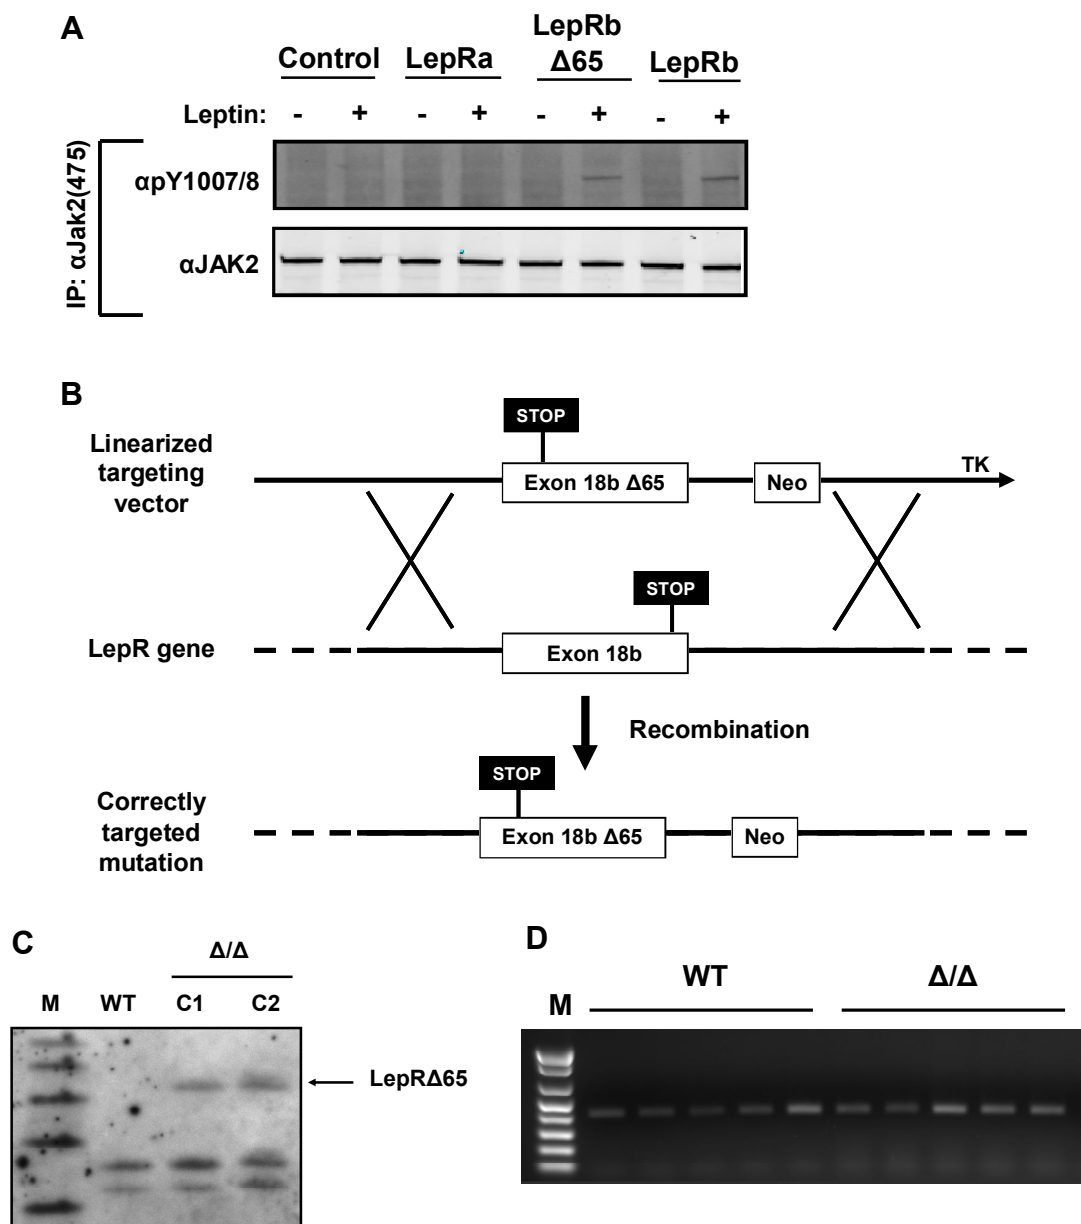 A
Control
LepRa
LepRb
Δ65
LepRb
Leptin:
- + - + - + - +
IP: αJak2(475)
αpY1007/8
αJAK2
B
Linearized
targeting
vector
STOP
Exon 18b Δ65
Neo
TK
LepR gene
STOP
Exon 18b
Recombination
Correctly
targeted
mutation
STOP
Exon 18b Δ65
Neo
C
Δ/Δ
M WT C1 C2
LepRΔ65
D
WT Δ/Δ
M